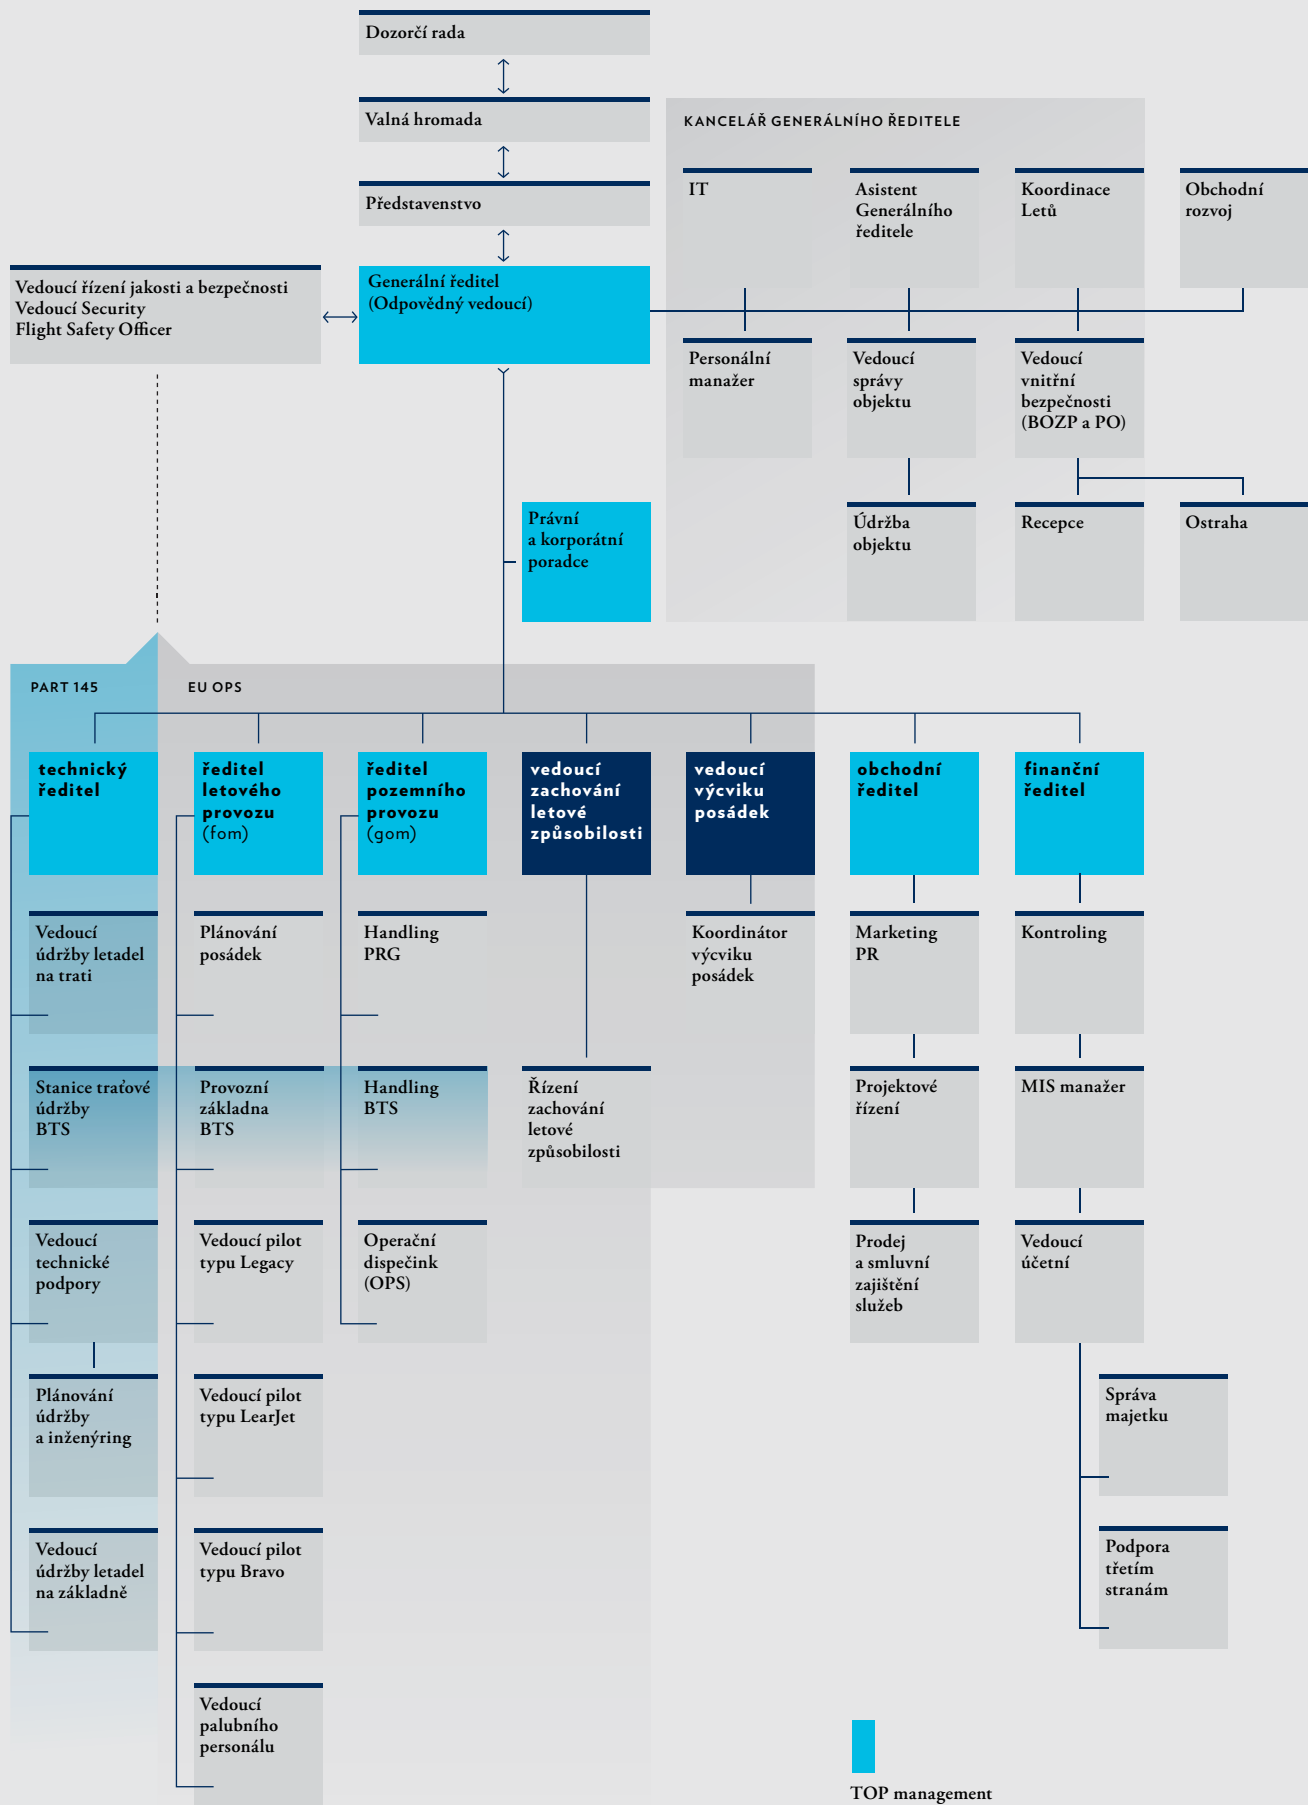 Dozorčí rada
Valná hromada
Představenstvo
Generální ředitel
(Odpovědný vedoucí)
Vedoucí řízení jakosti a bezpečnosti
Vedoucí Security
Flight Safety Officer
KANCELÁŘ GENERÁLNÍHO ŘEDITELE
IT
Asistent
Generálního
ředitele
Koordinace
Letů
Obchodní
rozvoj
Personální
manažer
Vedoucí
správy
objektu
Vedoucí
vnitřní
bezpečnosti
(BOZP a PO)
Údržba
objektu
Recepce
Ostraha
Právní
a korporátní
poradce
PART 145
EU OPS
technický
ředitel
ředitel
letového
provozu
(fom)
ředitel
pozemního
provozu
(gom)
vedoucí
zachování
letové
způsobilosti
vedoucí
výcviku
posádek
obchodní
ředitel
finanční
ředitel
Vedoucí
údržby letadel
na trati
Plánování
posádek
Handling
PRG
Koordinátor
výcviku
posádek
Marketing
PR
Kontroling
Stanice traťové
údržby
BTS
Provozní
základna
BTS
Handling
BTS
Řízení
zachování
letové
způsobilosti
Projektové
řízení
MIS manažer
Vedoucí
technické
podpory
Vedoucí pilot
typu Legacy
Operační
dispečink
(OPS)
Prodej
a smluvní
zajištění
služeb
Vedoucí
účetní
Plánování
údržby
a inženýring
Vedoucí pilot
typu LearJet
Správa
majetku
Vedoucí
údržby letadel
na základně
Vedoucí pilot
typu Bravo
Podpora
třetím
stranám
Vedoucí
palubního
personálu
TOP management